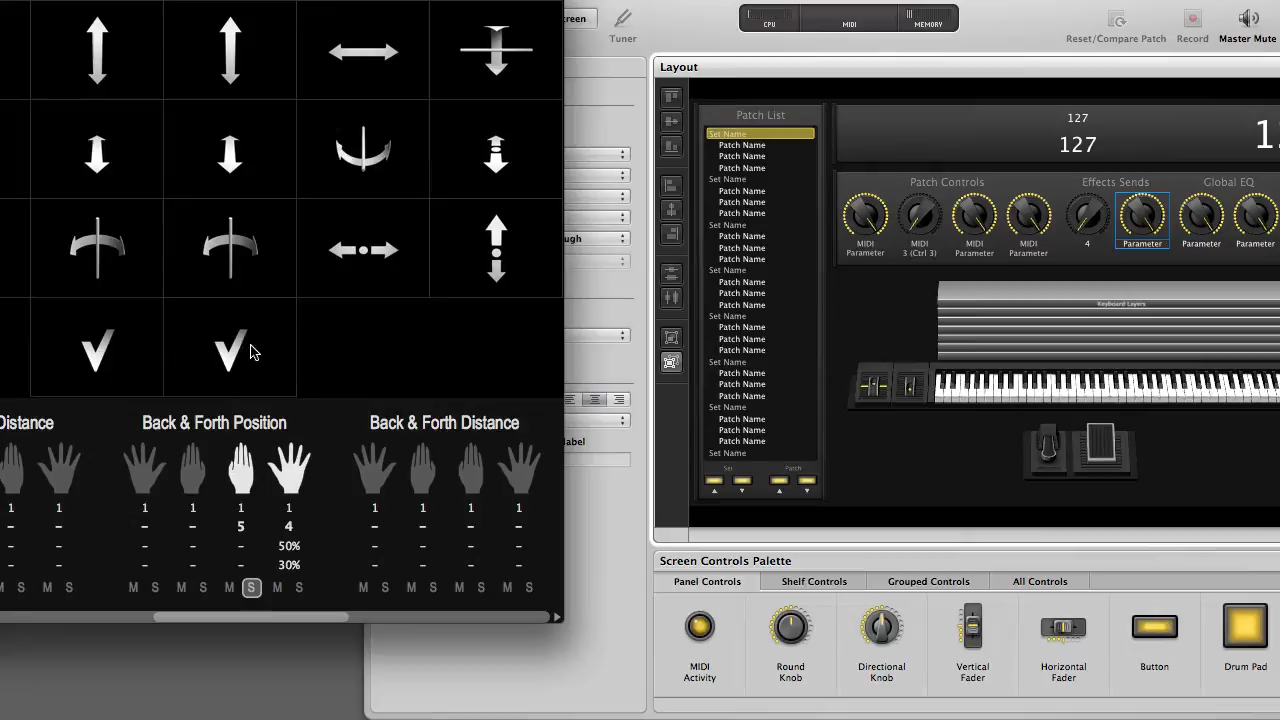 reen
Tuner
CPU
MIDI
MEMORY
Reset/Compare Patch
Record
Master Mute
Layout
Patch List
Set Name
Patch Name
Patch Name
Patch Name
Set Name
Patch Name
Patch Name
Patch Name
Set Name
Patch Name
Patch Name
Patch Name
Set Name
Patch Name
Patch Name
Patch Name
Set Name
Patch Name
Patch Name
Patch Name
Set Name
Patch Name
Patch Name
Patch Name
Set Name
Patch Name
Patch Name
Patch Name
Set Name
Set
Patch
127
127
1.
Patch Controls
Effects Sends
Global EQ
MIDI Parameter
MIDI 3 (Ctrl 3)
MIDI Parameter
MIDI Parameter
4
Parameter
Parameter
Parameter
Keyboard Layers
ugh
label
Distance
Back & Forth Position
Back & Forth Distance
1 1 1 1 1 1 1 1 1 1
– – – – 5 4 – – – –
– – – – – 50% – – – –
– – – – – 30% – – – –
M S M S M S M S M S M S M S M S M S M S
Screen Controls Palette
Panel Controls
Shelf Controls
Grouped Controls
All Controls
MIDI Activity
Round Knob
Directional Knob
Vertical Fader
Horizontal Fader
Button
Drum Pad